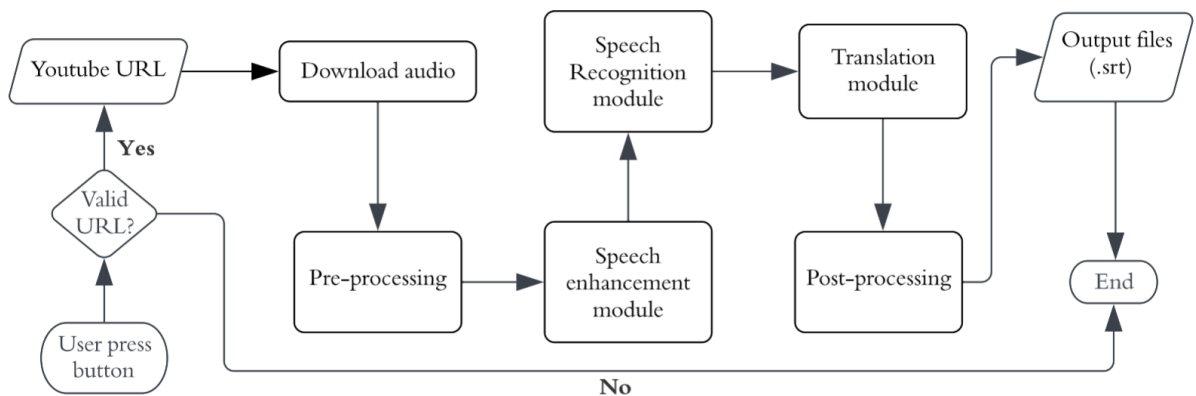 Youtube URL
Download audio
Speech
Recognition
module
Translation
module
Output files
(.srt)
Yes
Valid
URL?
Pre-processing
Speech
enhancement
module
Post-processing
End
User press
button
No